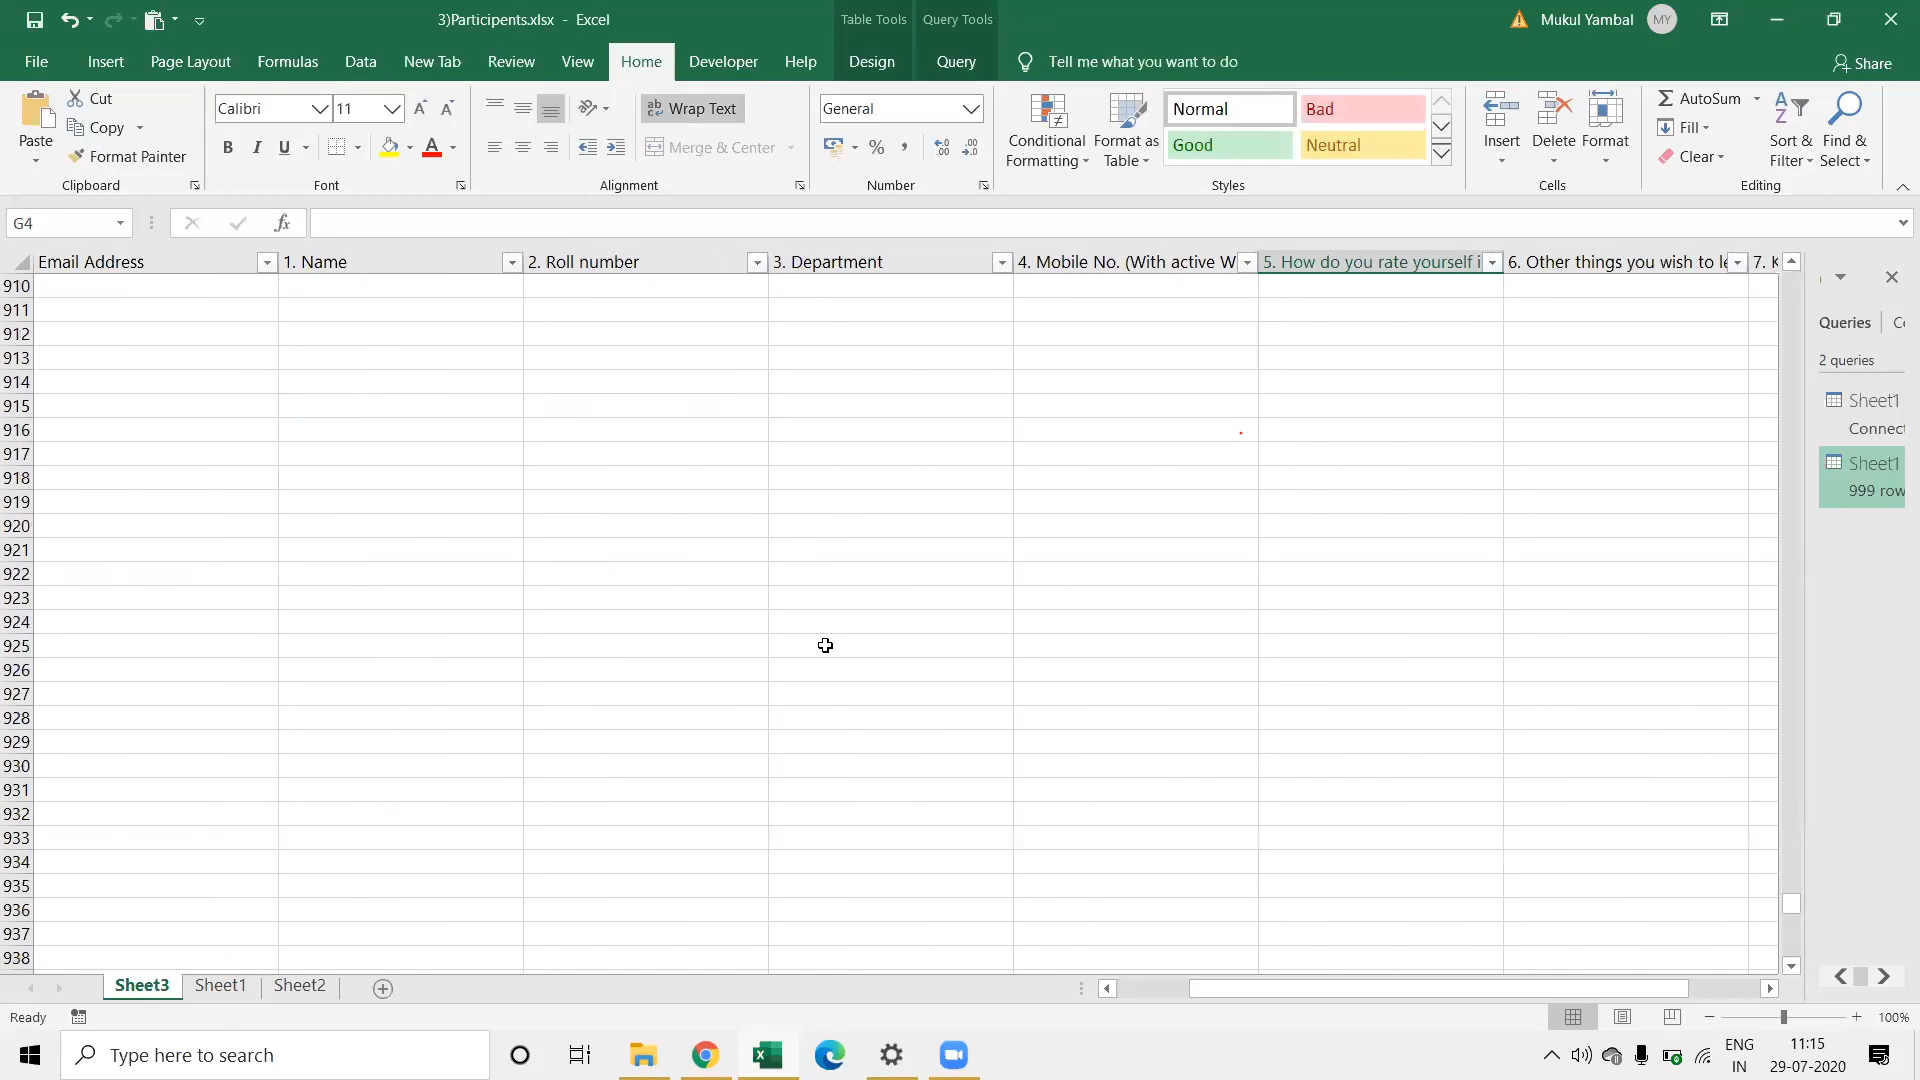 3)Participents.xlsx - Excel
Table Tools
Query Tools
Mukul Yambal
MY
File
Insert
Page Layout
Formulas
Data
New Tab
Review
View
Home
Developer
Help
Design
Query
Tell me what you want to do
Share
Paste
Cut
Copy
Format Painter
Clipboard
Calibri
11
B I U
A
Font
ab Wrap Text
Merge & Center
Alignment
General
%
Number
Conditional Formatting
Format as Table
Normal
Bad
Good
Neutral
Styles
Insert
Delete
Format
Cells
AutoSum
Fill
Clear
Sort & Filter
Find & Select
Editing
G4
fx
Email Address
1. Name
2. Roll number
3. Department
4. Mobile No. (With active W
5. How do you rate yourself i
6. Other things you wish to le
7. K
910
911
912
913
914
915
916
917
918
919
920
921
922
923
924
925
926
927
928
929
930
931
932
933
934
935
936
937
938
Queries
2 queries
Sheet1
Connect
Sheet1
999 row
Sheet3
Sheet1
Sheet2
Ready
100%
Type here to search
ENG
IN
11:15
29-07-2020